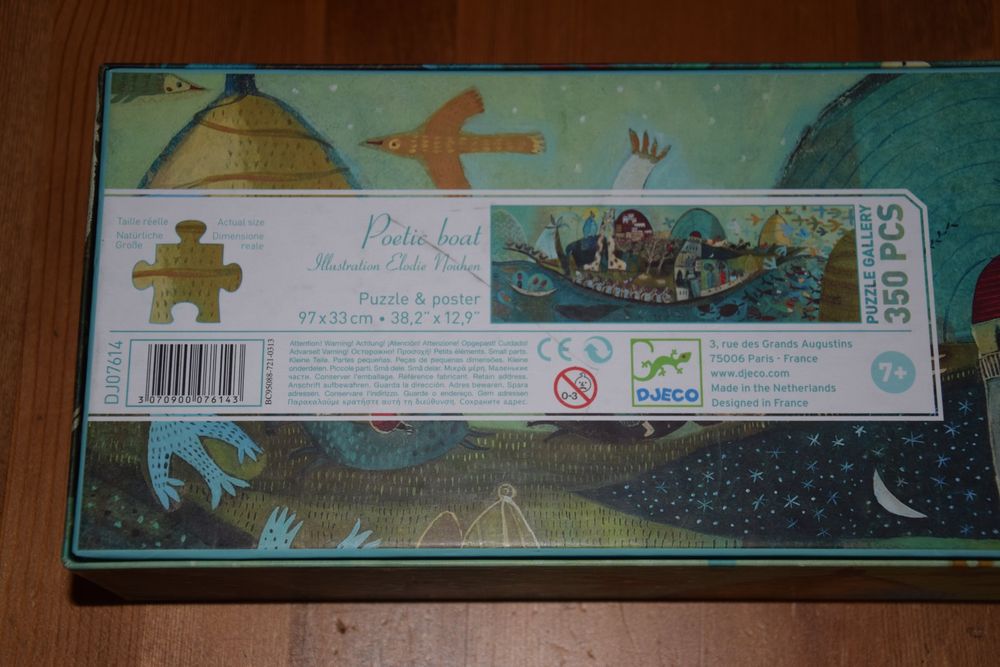 Taille réelle
Actual size
Natürliche
Dimensione
Große
reale
Poetic boat
Illustration Elodie Nouhen
Puzzle & poster
97 x 33 cm • 38,2" x 12,9"
PUZZLE GALLERY
350 PCS
DJ07614
3 070900 076143
BC95088-721-0313
Attention! Warning! Achtung! ¡Atención! Attenzione! Opgepast! Cuidado!
Advarsel! Varning! Осторожно! Προσοχή! Petits éléments. Small parts.
Kleine Teile. Partes pequeñas. Peças de pequenas dimensões. Kleine
onderdelen. Piccole parti. Små dele. Små delar. Μικρά μέρη. Маленькие
части. Conserver l'emballage. Référence fabricant. Retain address.
Anschrift aufbewahren. Guarda la dirección. Adres bewaren. Spara
adressen. Conservare l'indirizzo. Guarde o endereço. Gem adressen
Παρακαλούμε κρατήστε αυτή τη διεύθυνση. Сохраните адрес.
CE
0-3
DJECO
3, rue des Grands Augustins
75006 Paris - France
www.djeco.com
Made in the Netherlands
Designed in France
7+